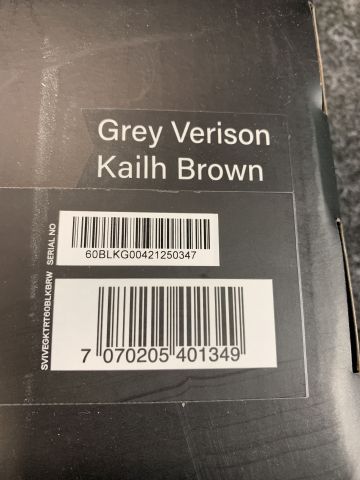 Grey Verison
Kailh Brown
SERIAL NO
60BLKG00421250347
SVIVEGKTRT60BLKBRW
7 070205 401349